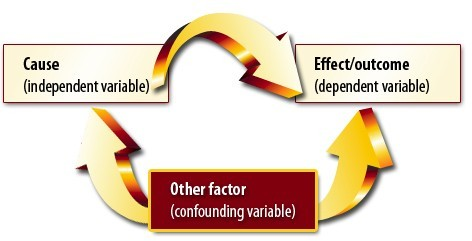 Cause
(independent variable)
Effect/outcome
(dependent variable)
Other factor
(confounding variable)